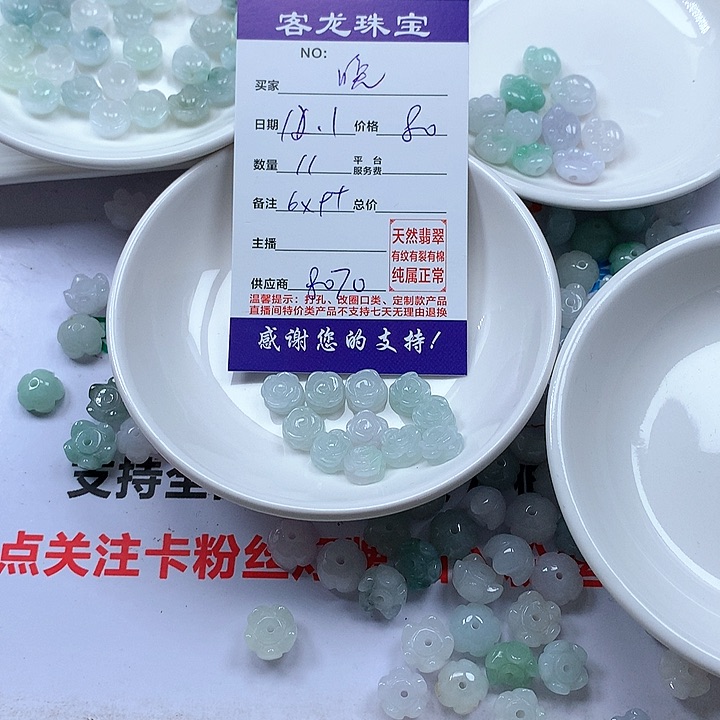 客龙珠宝
NO:
买家 晓
日期 价格 80
数量 11 平台服务费
备注 总价
主播
天然翡翠
有纹有裂有棉
纯属正常
供应商 8070
温馨提示：打孔、改圈口类、定制款产品
直播间特价类产品不支持七天无理由退换
感谢您的支持！
支持全
点关注卡粉丝